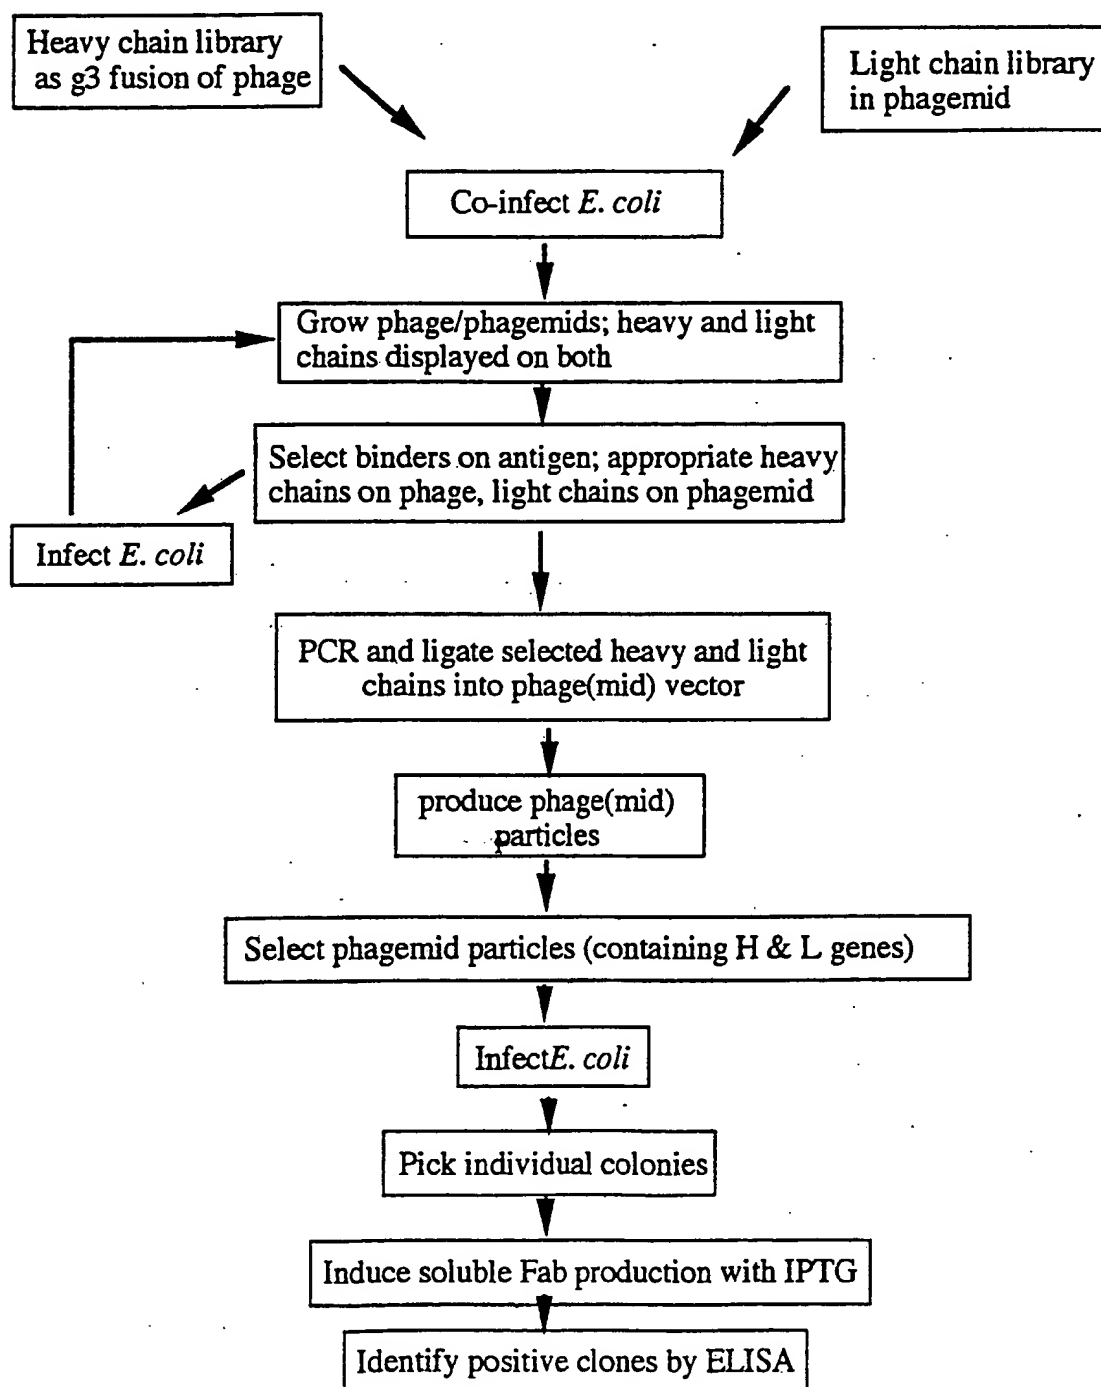 Heavy chain library
as g3 fusion of phage
Light chain library
in phagemid
Co-infect E. coli
Grow phage/phagemids; heavy and light
chains displayed on both
Select binders on antigen; appropriate heavy
chains on phage, light chains on phagemid
Infect E. coli
PCR and ligate selected heavy and light
chains into phage(mid) vector
produce phage(mid)
particles
Select phagemid particles (containing H & L genes)
InfectE. coli
Pick individual colonies
Induce soluble Fab production with IPTG
Identify positive clones by ELISA